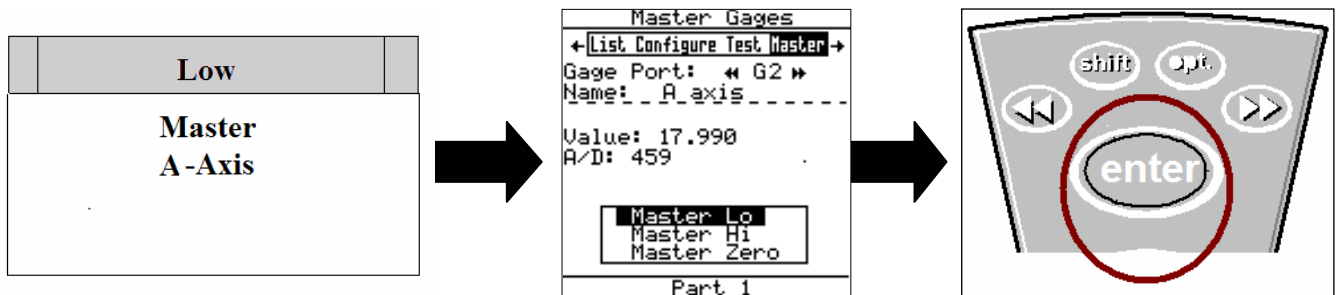 Low
Master
A-Axis
Master Gages
←List Configure Test Master→
Gage Port: ◀◀ G2 ▶▶
Name: A axis
Value: 17.990
A/D: 459
Master Lo
Master Hi
Master Zero
Part 1
shift opt.
enter